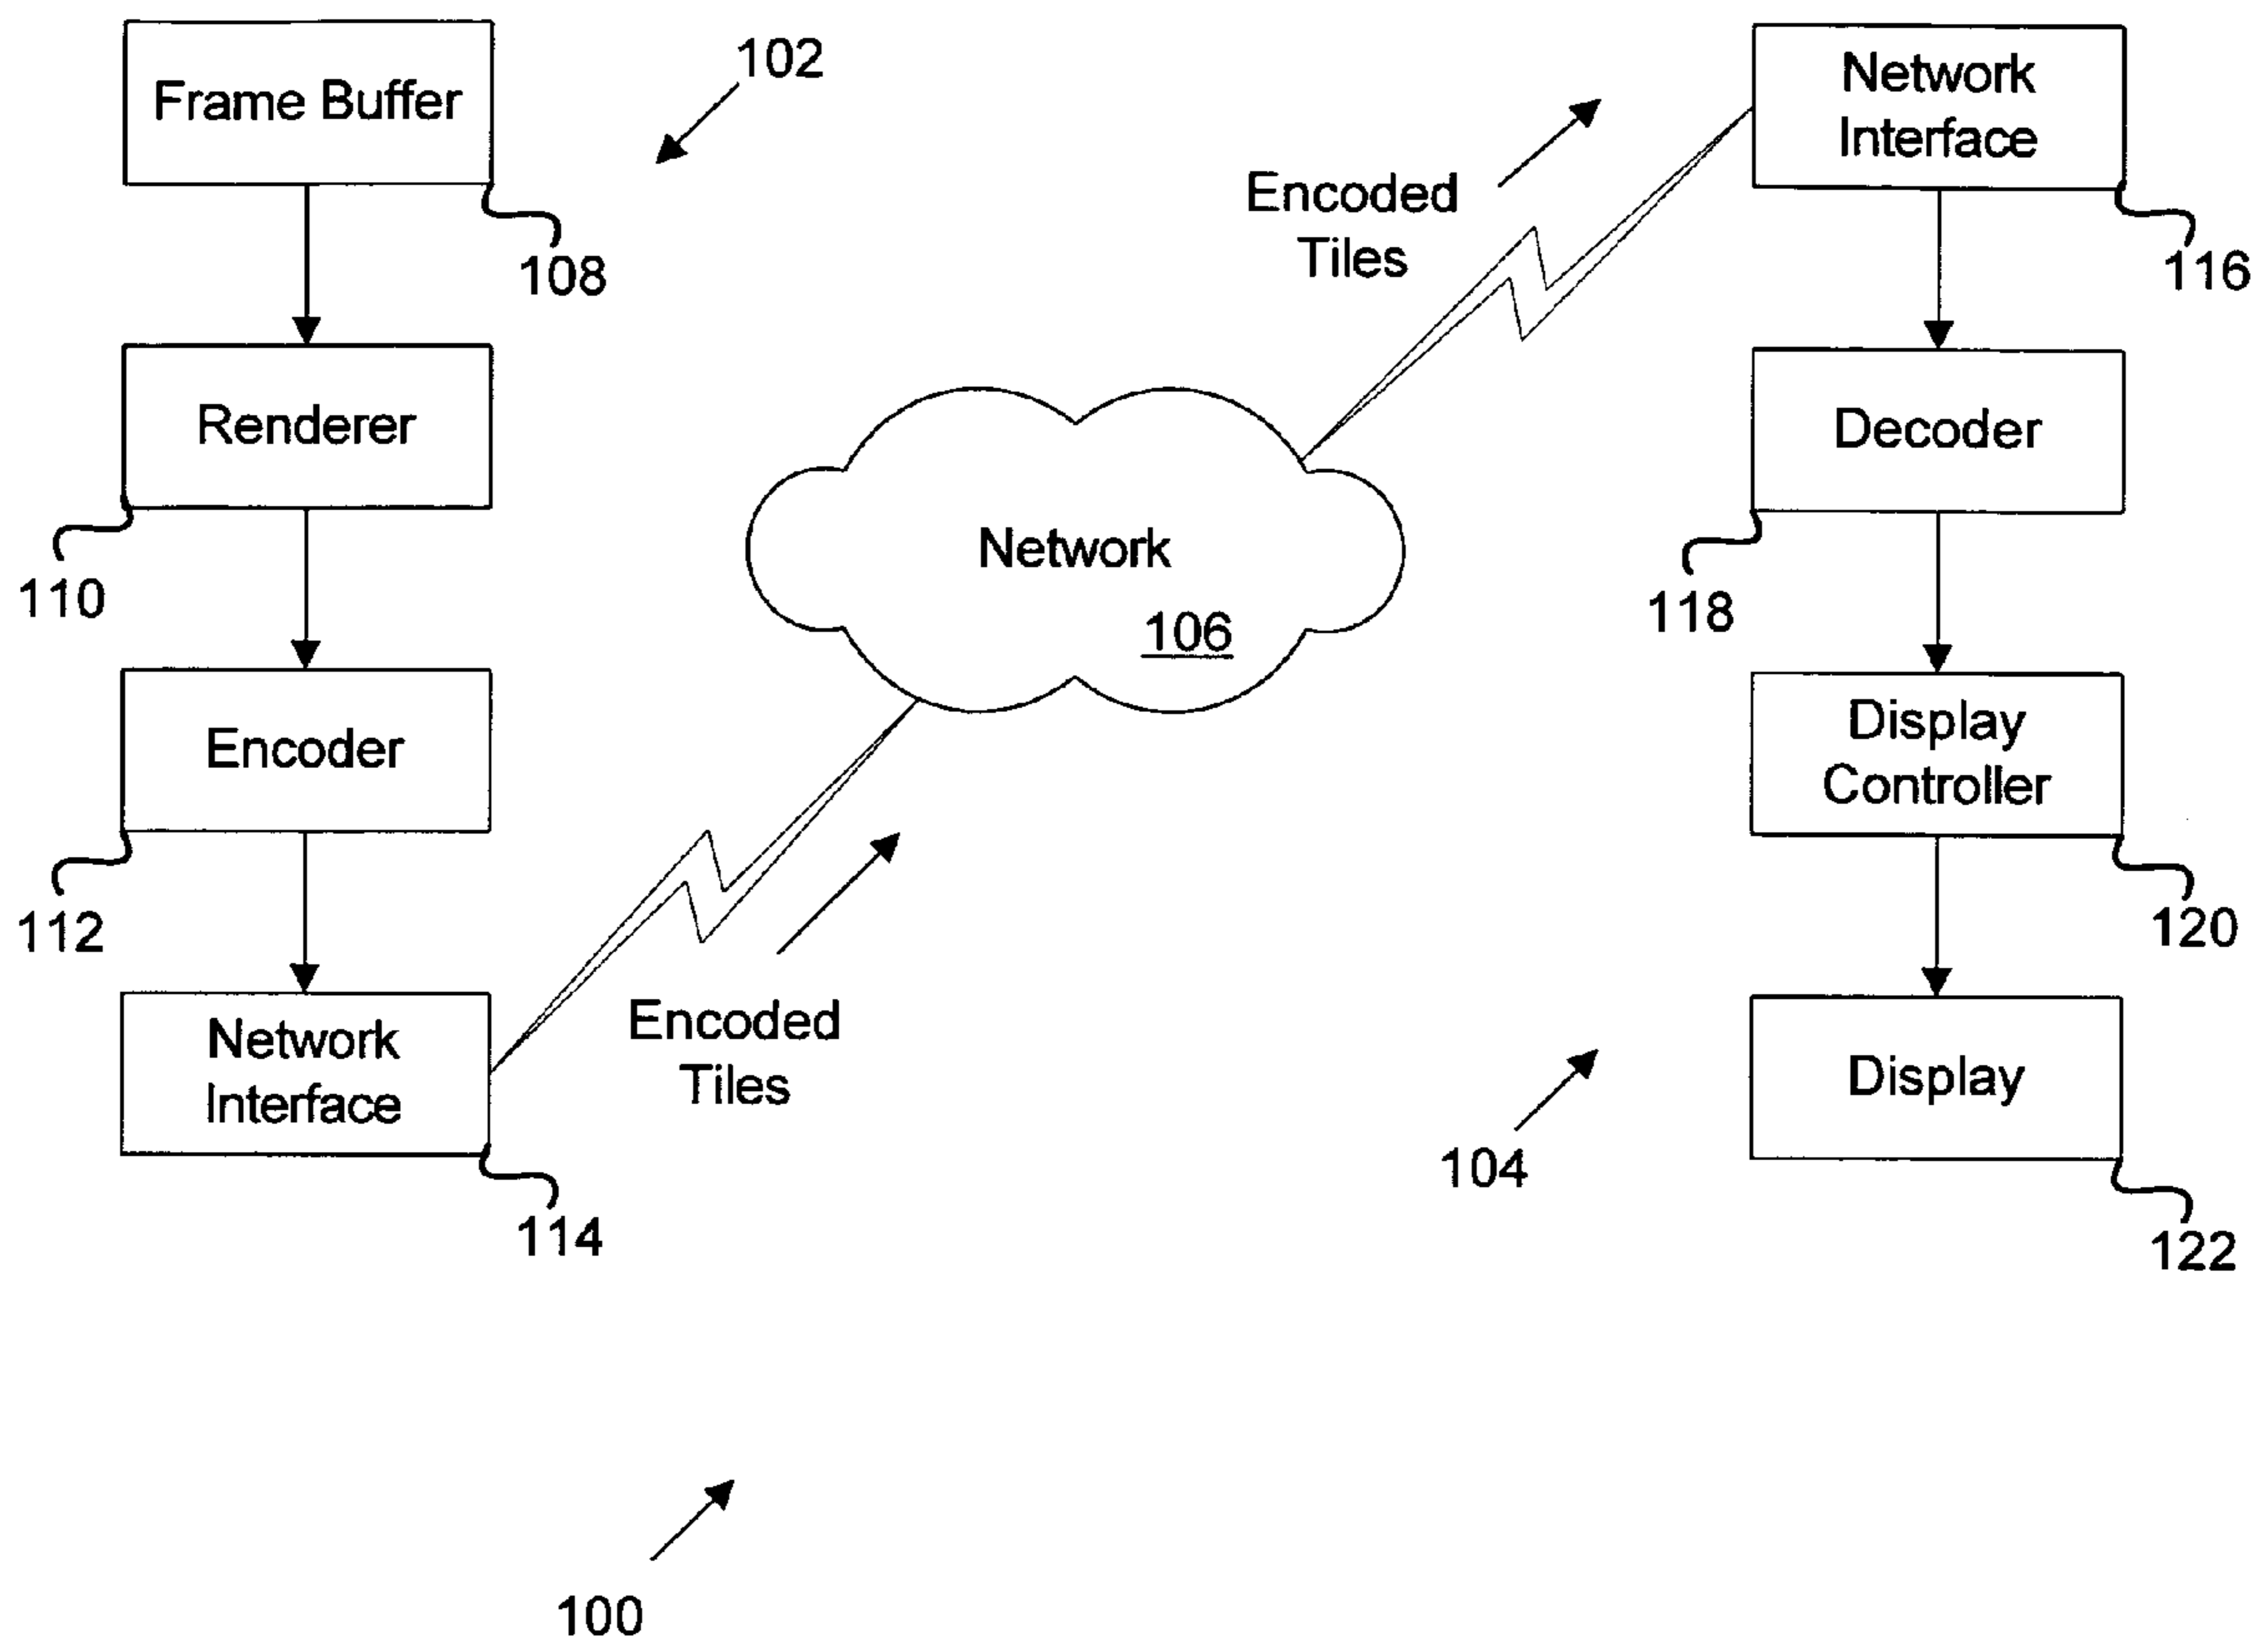 Frame Buffer
108
Renderer
110
Encoder
112
Network
Interface
114
102
Encoded
Tiles
Network
106
Encoded
Tiles
Network
Interface
116
Decoder
118
Display
Controller
120
Display
122
104
100